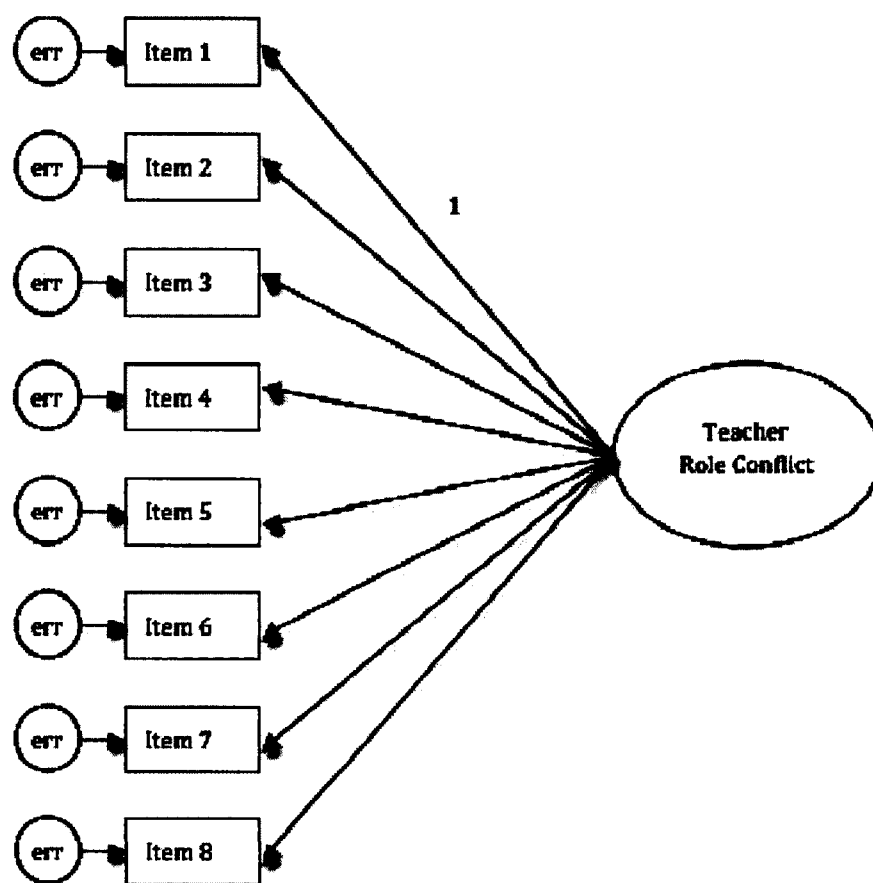 err Item 1
err Item 2
1
err Item 3
err Item 4
Teacher
Role Conflict
err Item 5
err Item 6
err Item 7
err Item 8